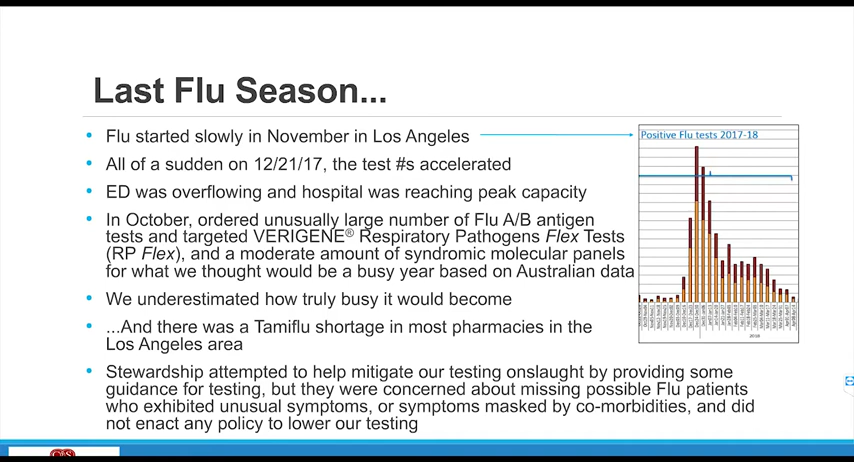 Last Flu Season...
• Flu started slowly in November in Los Angeles
Positive Flu tests 2017-18
• All of a sudden on 12/21/17, the test #s accelerated
• ED was overflowing and hospital was reaching peak capacity
• In October, ordered unusually large number of Flu A/B antigen
tests and targeted VERIGENE® Respiratory Pathogens Flex Tests
(RP Flex), and a moderate amount of syndromic molecular panels
for what we thought would be a busy year based on Australian data
• We underestimated how truly busy it would become
• ...And there was a Tamiflu shortage in most pharmacies in the
Los Angeles area
2018
• Stewardship attempted to help mitigate our testing onslaught by providing some
guidance for testing, but they were concerned about missing possible Flu patients
who exhibited unusual symptoms, or symptoms masked by co-morbidities, and did
not enact any policy to lower our testing